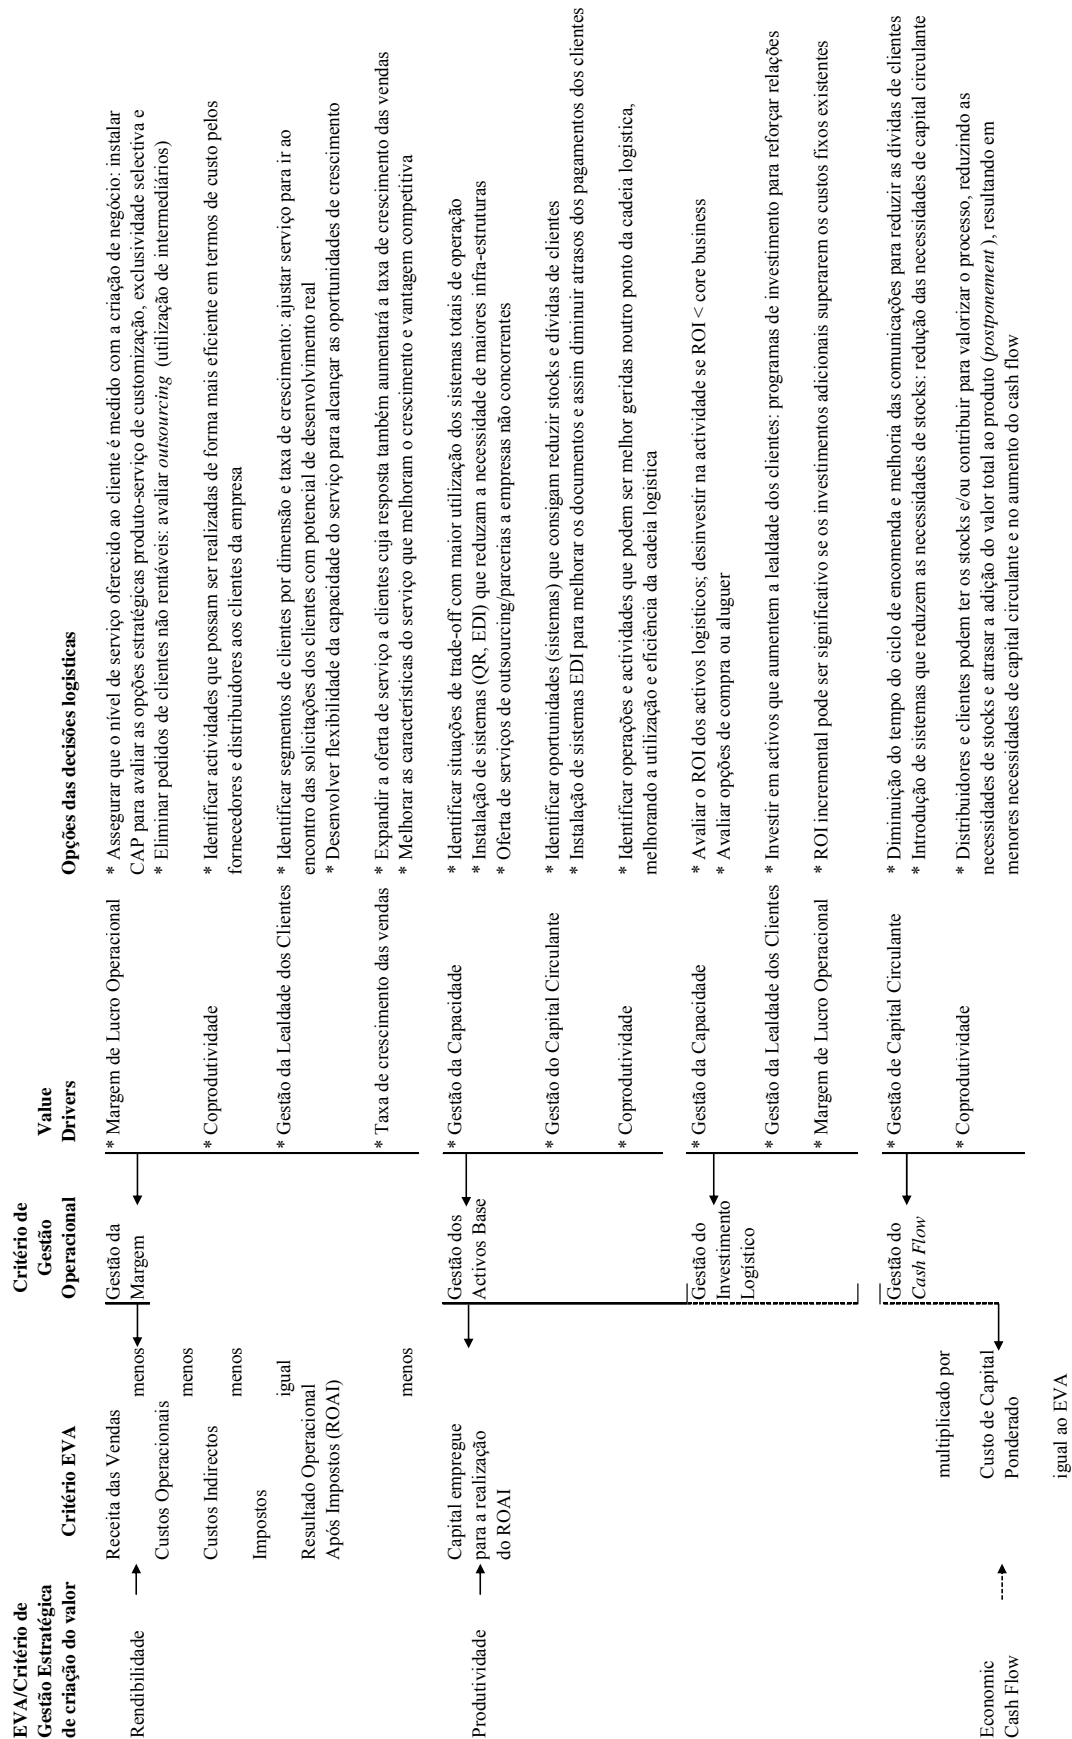 EVA/Critério de
Gestão Estratégica
de criação do valor
Critério EVA
Critério de
Gestão
Operacional
Value
Drivers
Opções das decisões logísticas
Rendibilidade
Receita das Vendas
menos
Custos Operacionais
menos
Custos Indirectos
menos
Impostos
igual
Resultado Operacional
Após Impostos (ROAI)
menos
Gestão da
Margem
* Margem de Lucro Operacional
* Assegurar que o nível de serviço oferecido ao cliente é medido com a criação de negócio: instalar
CAP para avaliar as opções estratégicas produto-serviço de customização, exclusividade selectiva e
* Eliminar pedidos de clientes não rentáveis: avaliar outsourcing (utilização de intermediários)
* Coprodutividade
* Identificar actividades que possam ser realizadas de forma mais eficiente em termos de custo pelos
fornecedores e distribuidores aos clientes da empresa
* Gestão da Lealdade dos Clientes
* Identificar segmentos de clientes por dimensão e taxa de crescimento: ajustar serviço para ir ao
encontro das solicitações dos clientes com potencial de desenvolvimento real
* Desenvolver flexibilidade da capacidade do serviço para alcançar as oportunidades de crescimento
* Taxa de crescimento das vendas
* Expandir a oferta de serviço a clientes cuja resposta também aumentará a taxa de crescimento das vendas
* Melhorar as características do serviço que melhoram o crescimento e vantagem competitiva
Produtividade
Capital empregue
para a realização
do ROAI
Gestão dos
Activos Base
* Gestão da Capacidade
* Identificar situações de trade-off com maior utilização dos sistemas totais de operação
* Instalação de sistemas (QR, EDI) que reduzam a necessidade de maiores infra-estruturas
* Oferta de serviços de outsourcing/parcerias a empresas não concorrentes
* Gestão do Capital Circulante
* Identificar oportunidades (sistemas) que consigam reduzir stocks e dívidas de clientes
* Instalação de sistemas EDI para melhorar os documentos e assim diminuir atrasos dos pagamentos dos clientes
* Coprodutividade
* Identificar operações e actividades que podem ser melhor geridas noutro ponto da cadeia logistica,
melhorando a utilização e eficiência da cadeia logistica
Gestão do
Investimento
Logístico
* Gestão da Capacidade
* Avaliar o ROI dos activos logisticos; desinvestir na actividade se ROI < core business
* Avaliar opções de compra ou aluguer
* Gestão da Lealdade dos Clientes
* Investir em activos que aumentem a lealdade dos clientes: programas de investimento para reforçar relações
* Margem de Lucro Operacional
* ROI incremental pode ser significativo se os investimentos adicionais superarem os custos fixos existentes
Economic
Cash Flow
multiplicado por
Custo de Capital
Ponderado
igual ao EVA
Gestão do
Cash Flow
* Gestão de Capital Circulante
* Diminuição do tempo do ciclo de encomenda e melhoria das comunicações para reduzir as dívidas de clientes
* Introdução de sistemas que reduzem as necessidades de stocks: redução das necessidades de capital circulante
* Coprodutividade
* Distribuidores e clientes podem ter os stocks e/ou contribuir para valorizar o processo, reduzindo as
necessidades de stocks e atrasar a adição do valor total ao produto (postponement ), resultando em
menores necessidades de capital circulante e no aumento do cash flow